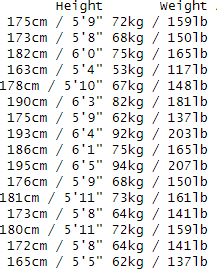 Height Weight /
175cm / 5'9" 72kg / 159lb
173cm / 5'8" 68kg / 150lb
182cm / 6'0" 75kg / 165lb
163cm / 5'4" 53kg / 117lb
178cm / 5'10" 67kg / 148lb
190cm / 6'3" 82kg / 181lb
175cm / 5'9" 62kg / 137lb
193cm / 6'4" 92kg / 203lb
186cm / 6'1" 75kg / 165lb
195cm / 6'5" 94kg / 207lb
176cm / 5'9" 68kg / 150lb
181cm / 5'11" 73kg / 161lb
173cm / 5'8" 64kg / 141lb
180cm / 5'11" 72kg / 159lb
172cm / 5'8" 64kg / 141lb
165cm / 5'5" 62kg / 137lb